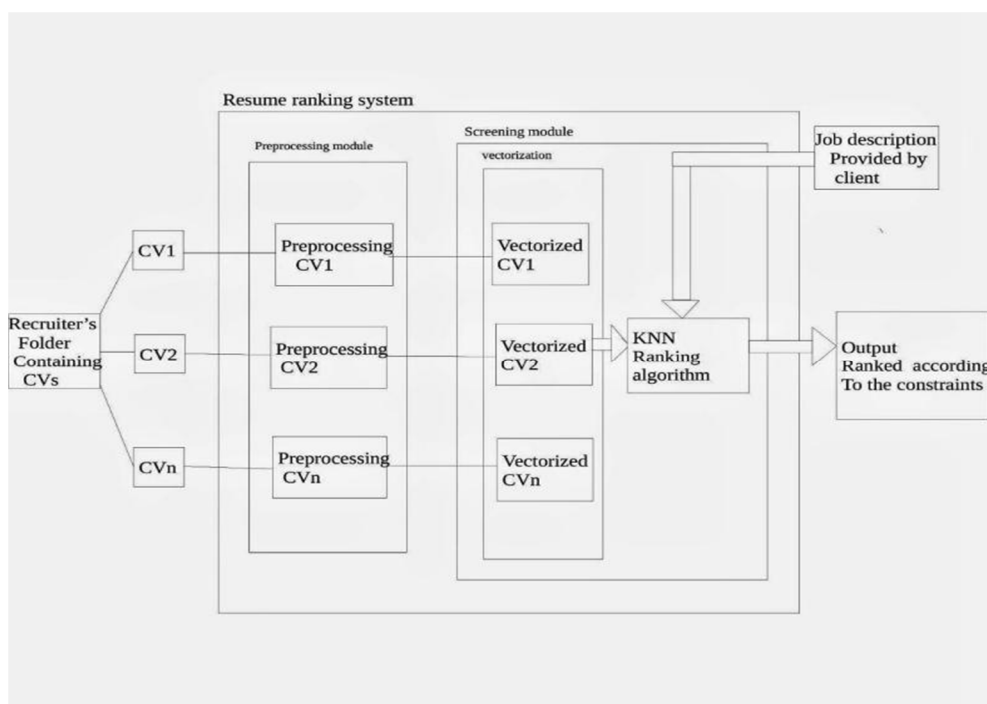 Resume ranking system
Preprocessing module
Screening module
vectorization
Job description
Provided by
client
CV1
Preprocessing
CV1
Vectorized
CV1
Recruiter's
Folder
Containing
CVs
CV2
Preprocessing
CV2
Vectorized
CV2
KNN
Ranking
algorithm
Output
Ranked according
To the constraints
CVn
Preprocessing
CVn
Vectorized
CVn